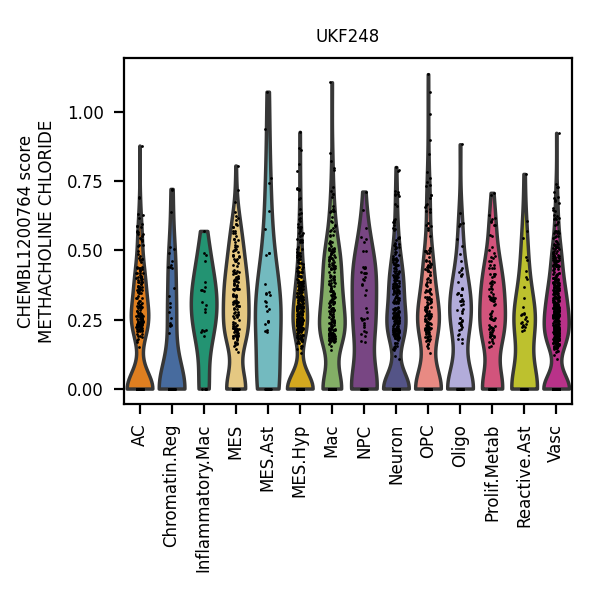 UKF248
CHEMBL1200764 score
METHACHOLINE CHLORIDE
1.00
0.75
0.50
0.25
0.00
AC
Chromatin.Reg
Inflammatory.Mac
MES
MES.Ast
MES.Hyp
Mac
NPC
Neuron
OPC
Oligo
Prolif.Metab
Reactive.Ast
Vasc